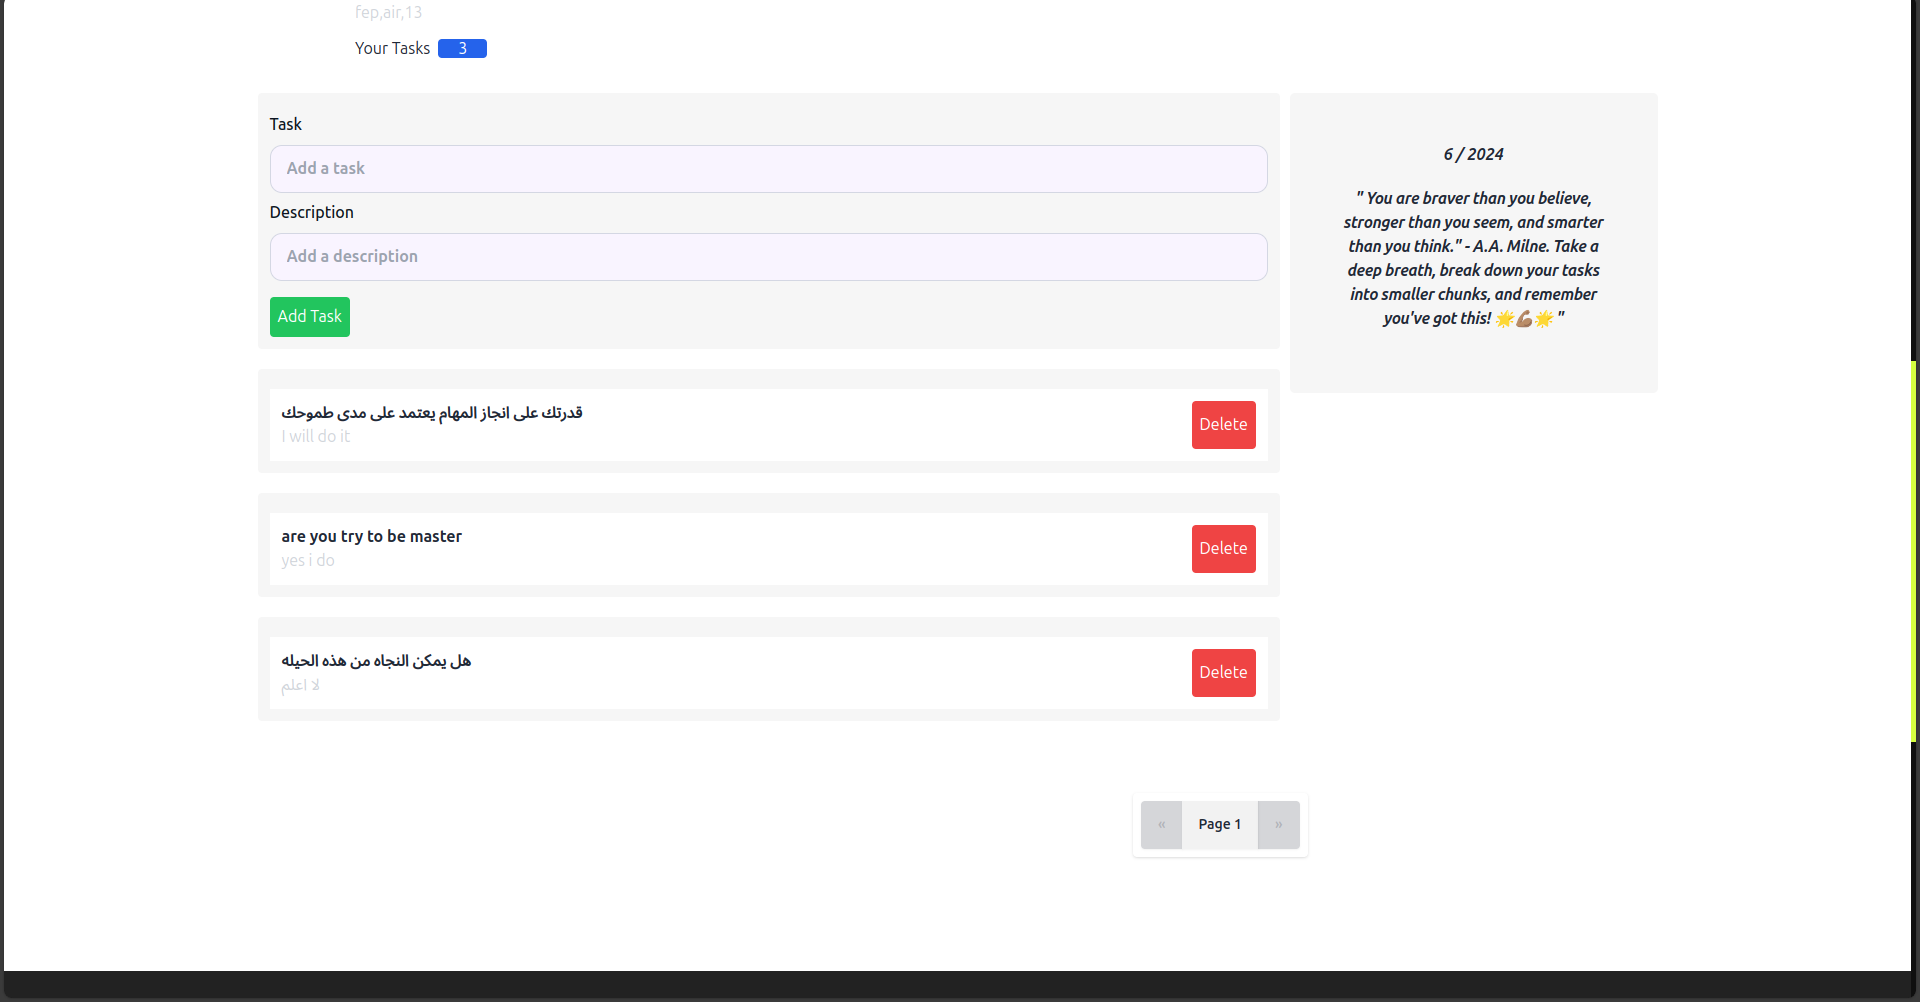 fep,air,13
Your Tasks 3
Task
Add a task
Description
Add a description
Add Task
قدرتك على انجاز المهام يعتمد على مدى طموحك
I will do it
Delete
are you try to be master
yes i do
Delete
هل يمكن النجاه من هذه الحيله
لا اعلم
Delete
6 / 2024
" You are braver than you believe,
stronger than you seem, and smarter
than you think." - A.A. Milne. Take a
deep breath, break down your tasks
into smaller chunks, and remember
you've got this! 🌟💪🏽🌟 "
« Page 1 »